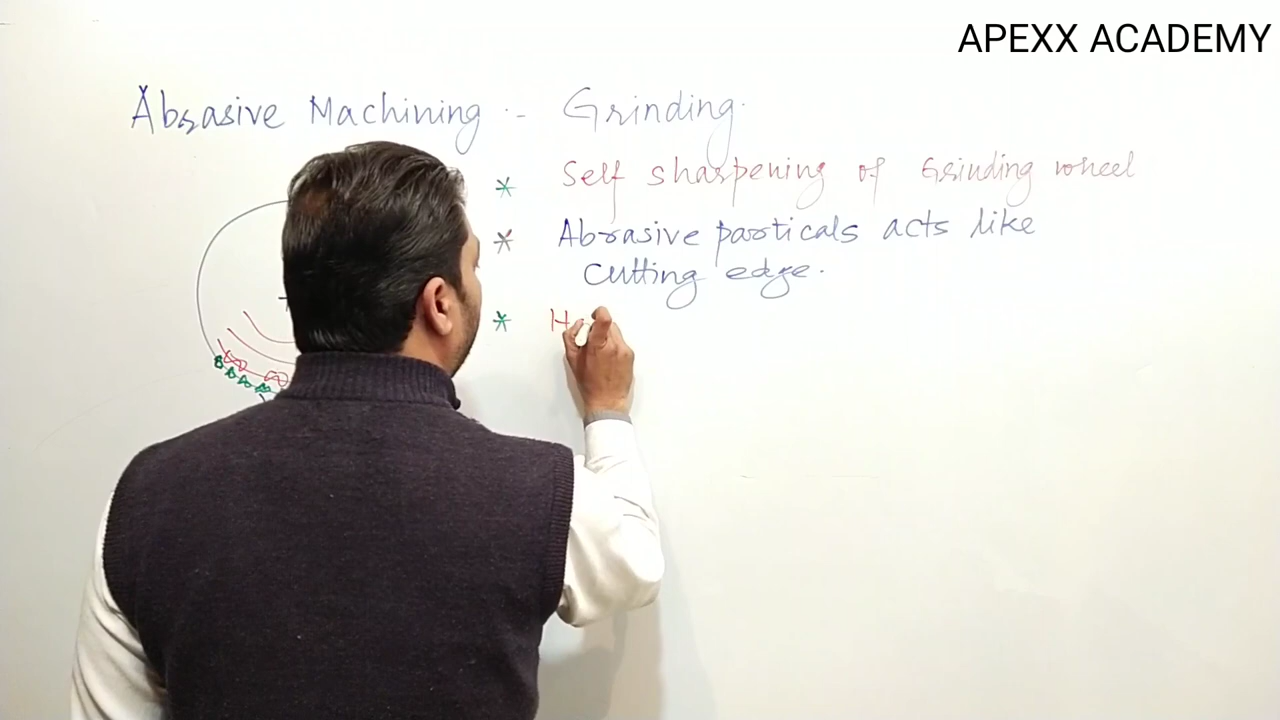 APEXX ACADEMY
Abrasive Machining :- Grinding.
* Self sharpening of Grinding wheel
* Abrasive particals acts like
cutting edge.
*